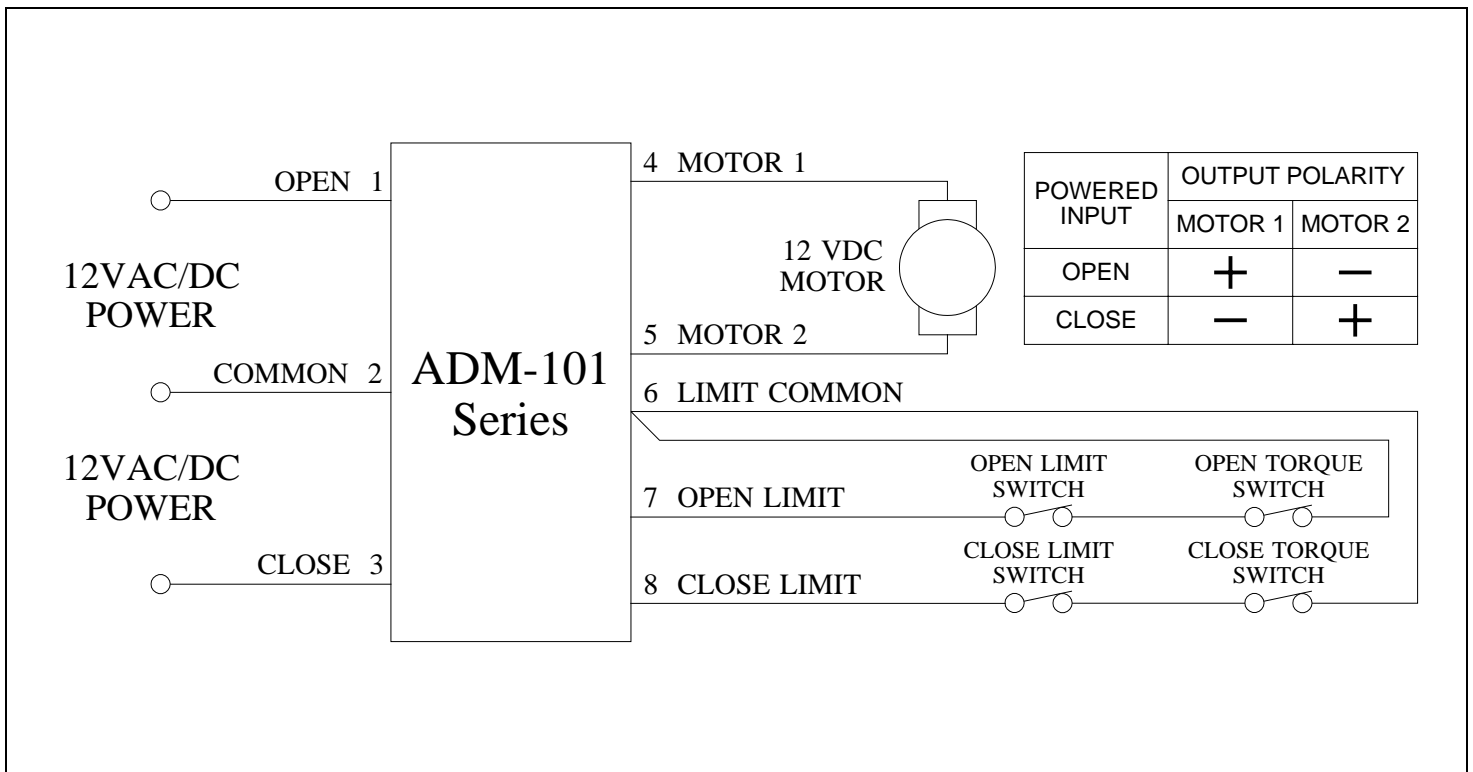 OPEN 1
12VAC/DC
POWER
COMMON 2
12VAC/DC
POWER
CLOSE 3
ADM-101
Series
4 MOTOR 1
12 VDC
MOTOR
5 MOTOR 2
6 LIMIT COMMON
7 OPEN LIMIT
OPEN LIMIT
SWITCH
OPEN TORQUE
SWITCH
8 CLOSE LIMIT
CLOSE LIMIT
SWITCH
CLOSE TORQUE
SWITCH
POWERED
INPUT
OUTPUT POLARITY
MOTOR 1 MOTOR 2
OPEN + −
CLOSE − +